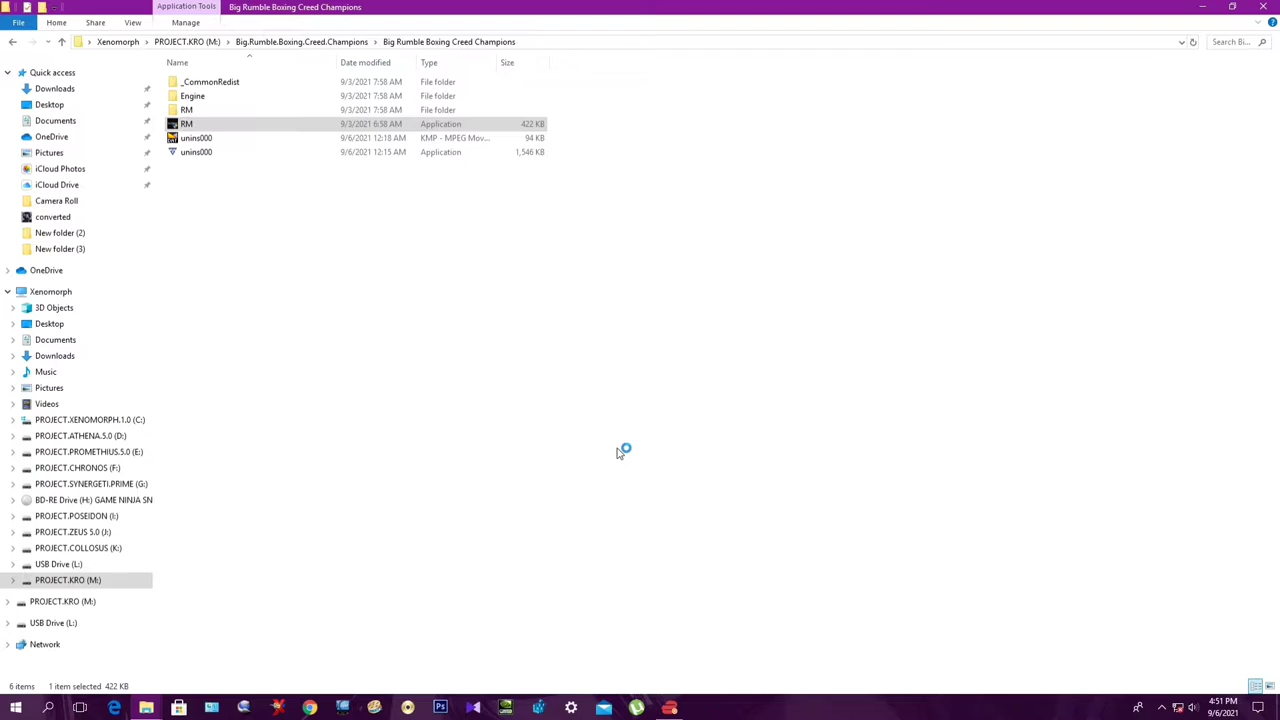 Application Tools
Big Rumble Boxing Creed Champions
File
Home
Share
View
Manage
Xenomorph
PROJECT.KRO (M:)
Big.Rumble.Boxing.Creed.Champions
Big Rumble Boxing Creed Champions
Search Bi...
Name
Date modified
Type
Size
_CommonRedist 9/3/2021 7:58 AM File folder
Engine 9/3/2021 7:58 AM File folder
RM 9/3/2021 7:58 AM File folder
RM 9/3/2021 6:58 AM Application 422 KB
unins000 9/6/2021 12:18 AM KMP - MPEG Mov... 94 KB
unins000 9/6/2021 12:15 AM Application 1,546 KB
Quick access
Downloads
Desktop
Documents
OneDrive
Pictures
iCloud Photos
iCloud Drive
Camera Roll
converted
New folder (2)
New folder (3)
OneDrive
Xenomorph
3D Objects
Desktop
Documents
Downloads
Music
Pictures
Videos
PROJECT.XENOMORPH.1.0 (C:)
PROJECT.ATHENA.5.0 (D:)
PROJECT.PROMETHIUS.5.0 (E:)
PROJECT.CHRONOS (F:)
PROJECT.SYNERGETI.PRIME (G:)
BD-RE Drive (H:) GAME NINJA SN
PROJECT.POSEIDON (I:)
PROJECT.ZEUS 5.0 (J:)
PROJECT.COLLOSUS (K:)
USB Drive (L:)
PROJECT.KRO (M:)
PROJECT.KRO (M:)
USB Drive (L:)
Network
6 items
1 item selected 422 KB
Ps
4:51 PM
9/6/2021